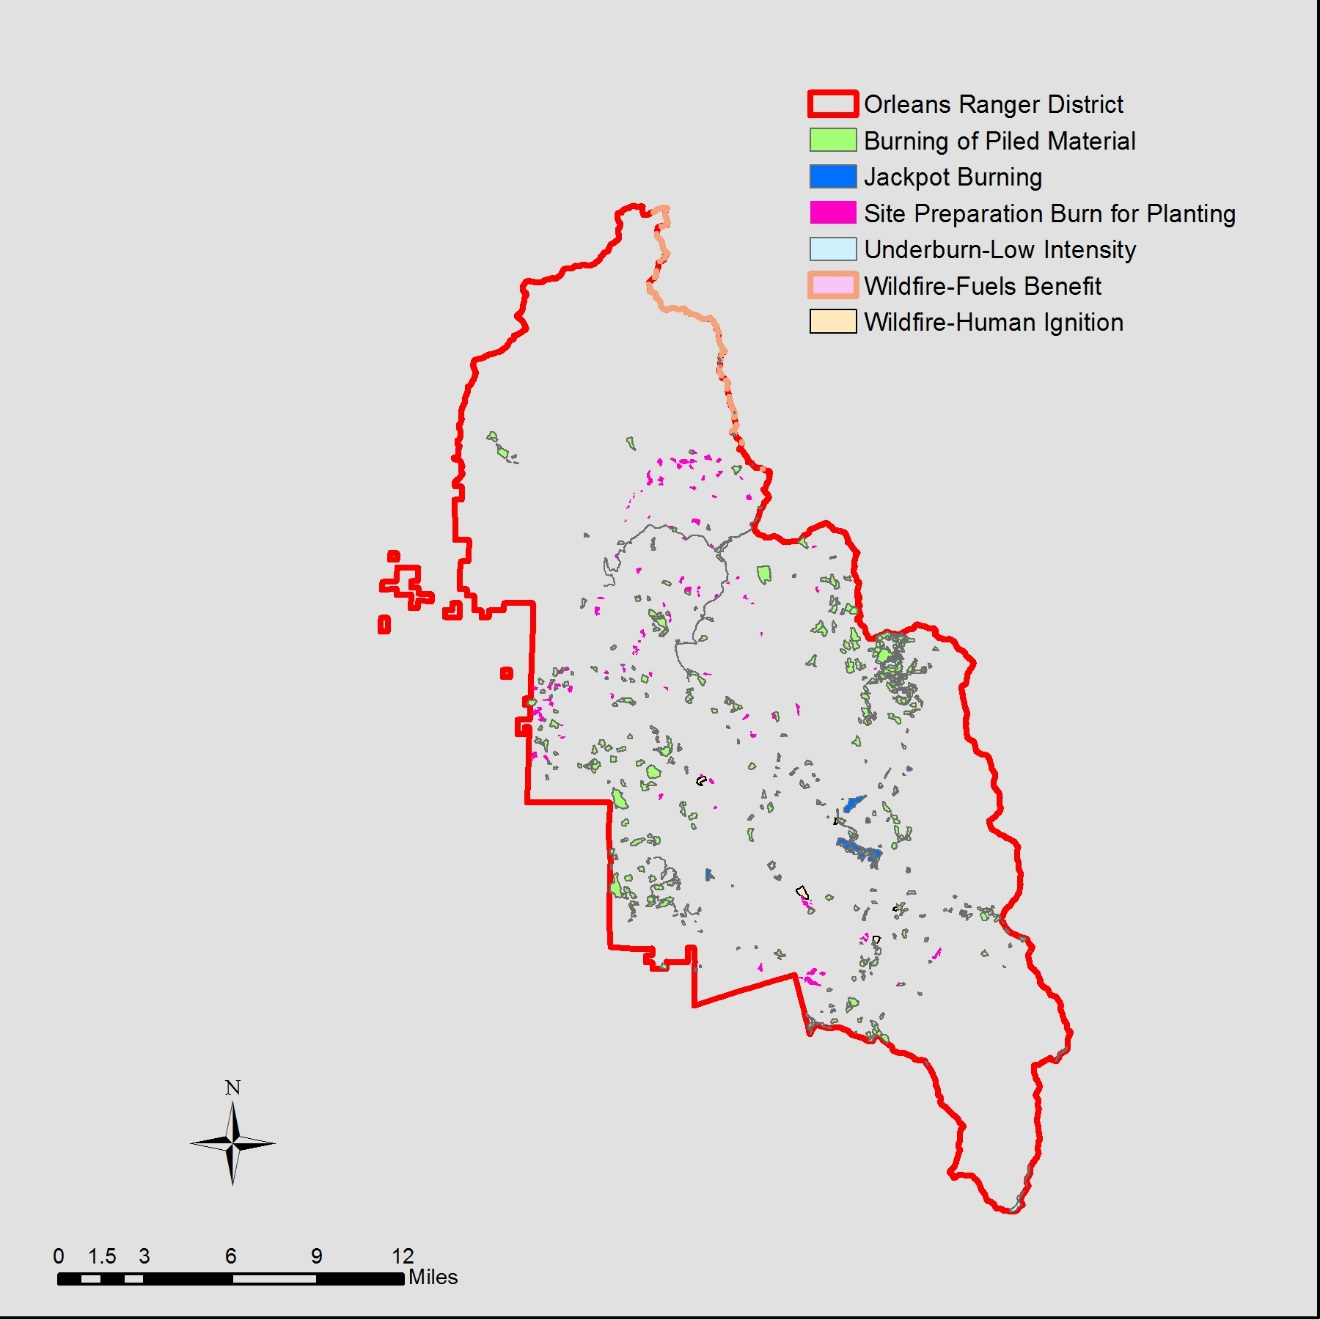 Orleans Ranger District
Burning of Piled Material
Jackpot Burning
Site Preparation Burn for Planting
Underburn-Low Intensity
Wildfire-Fuels Benefit
Wildfire-Human Ignition
N
0 1.5 3 6 9 12
Miles